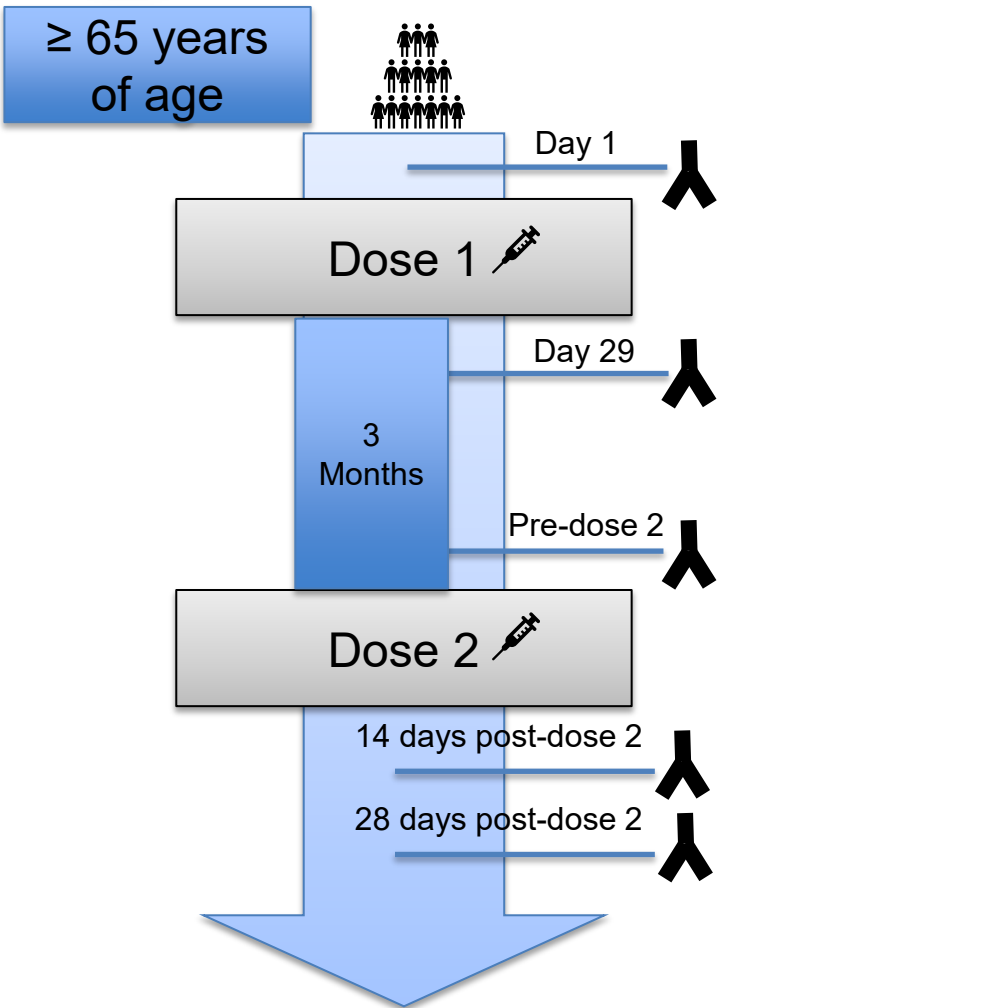 ≥ 65 years
of age
Day 1
Dose 1
Day 29
3
Months
Pre-dose 2
Dose 2
14 days post-dose 2
28 days post-dose 2